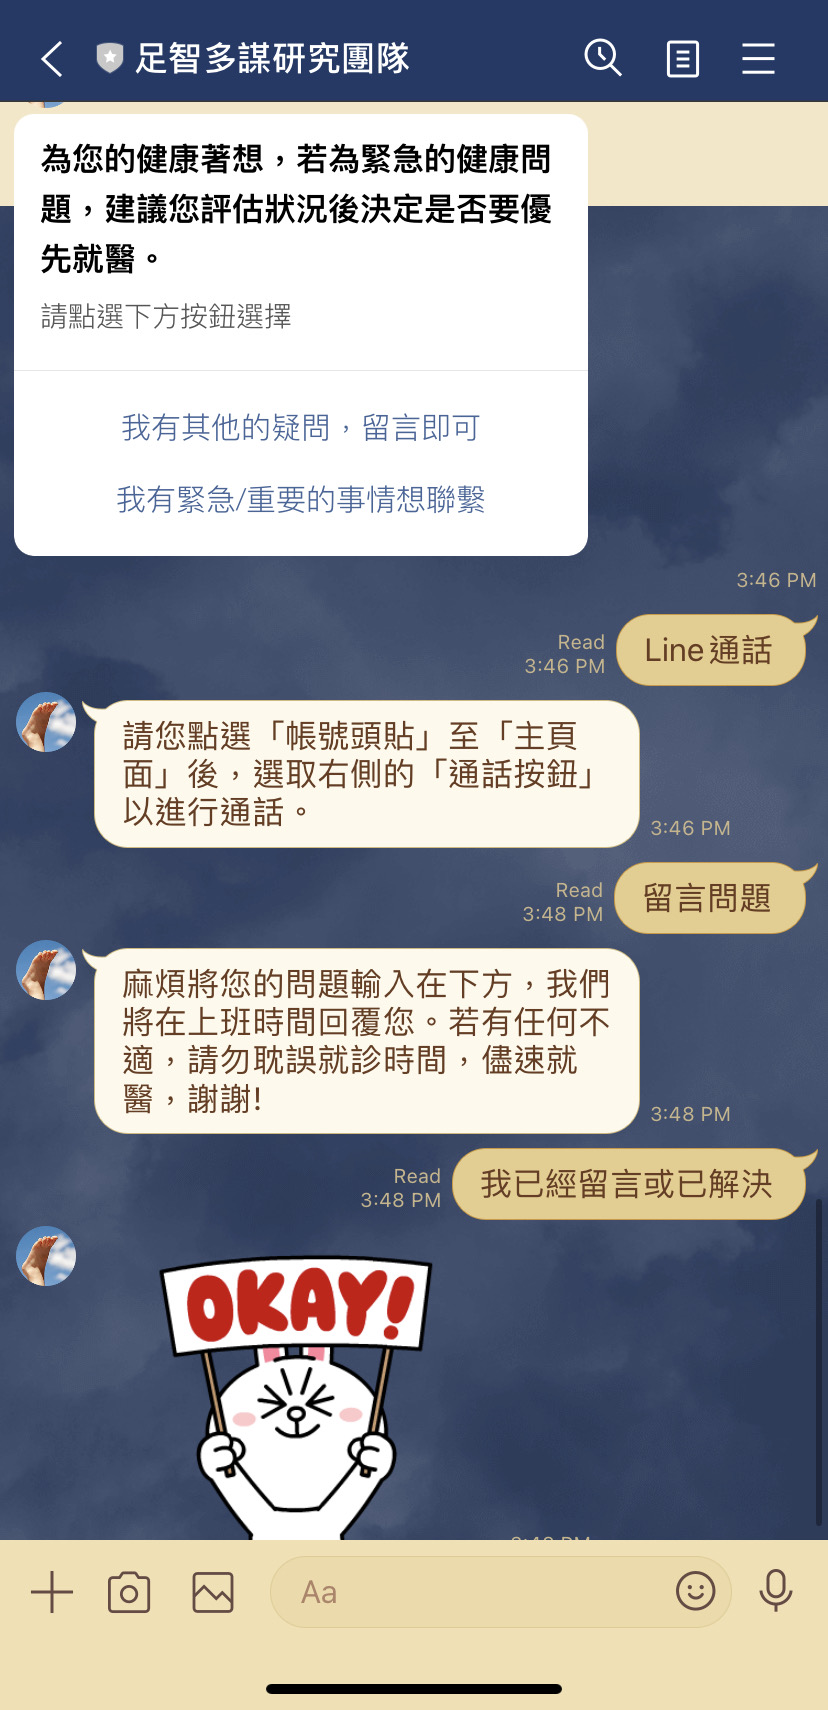 足智多謀研究團隊
為您的健康著想，若為緊急的健康問
題，建議您評估狀況後決定是否要優
先就醫。
請點選下方按鈕選擇
我有其他的疑問，留言即可
我有緊急/重要的事情想聯繫
3:46 PM
Read
3:46 PM
Line 通話
請您點選「帳號頭貼」至「主頁
面」後，選取右側的「通話按鈕」
以進行通話。
3:46 PM
Read
3:48 PM
留言問題
麻煩將您的問題輸入在下方，我們
將在上班時間回覆您。若有任何不
適，請勿耽誤就診時間，儘速就
醫，謝謝!
3:48 PM
Read
3:48 PM
我已經留言或已解決
OKAY!
Aa